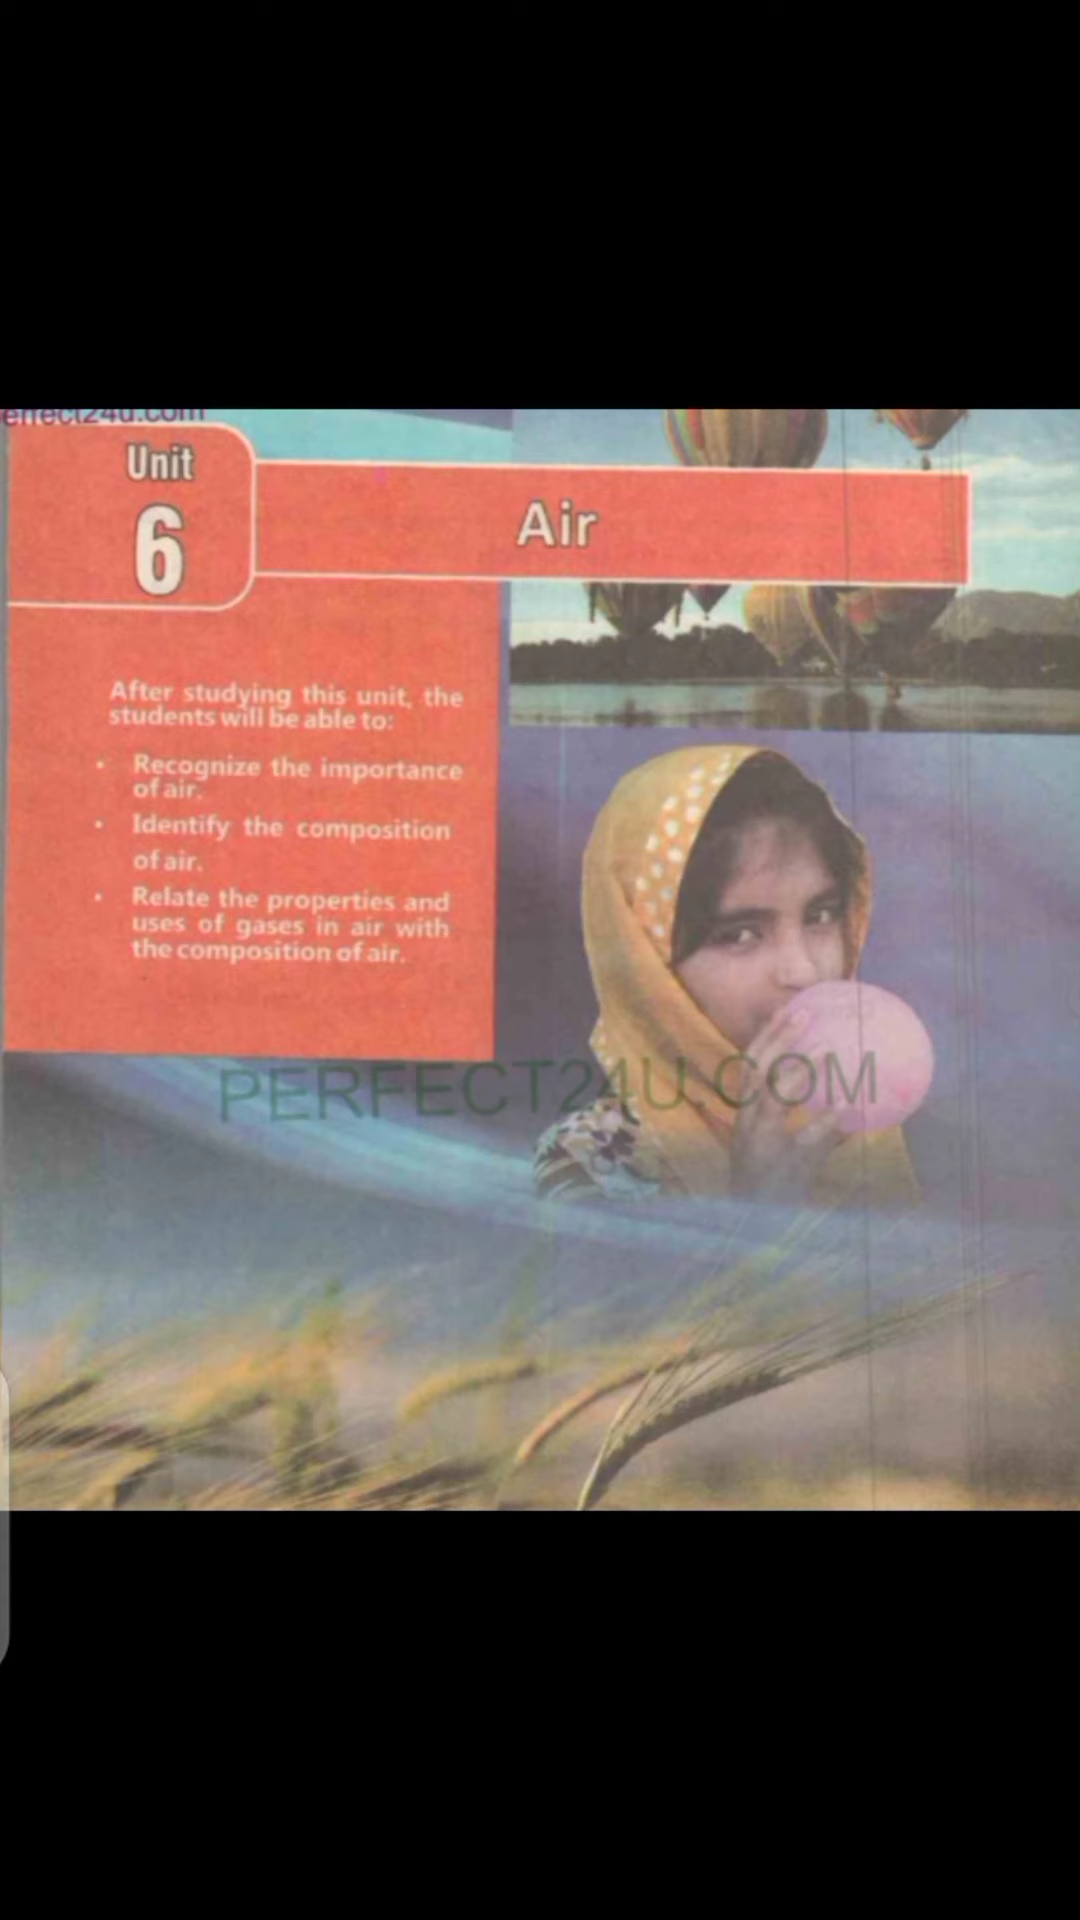 Unit
6
Air
After studying this unit, the
students will be able to:
• Recognize the importance
of air.
• Identify the composition
of air.
• Relate the properties and
uses of gases in air with
the composition of air.
PERFECT24U.COM